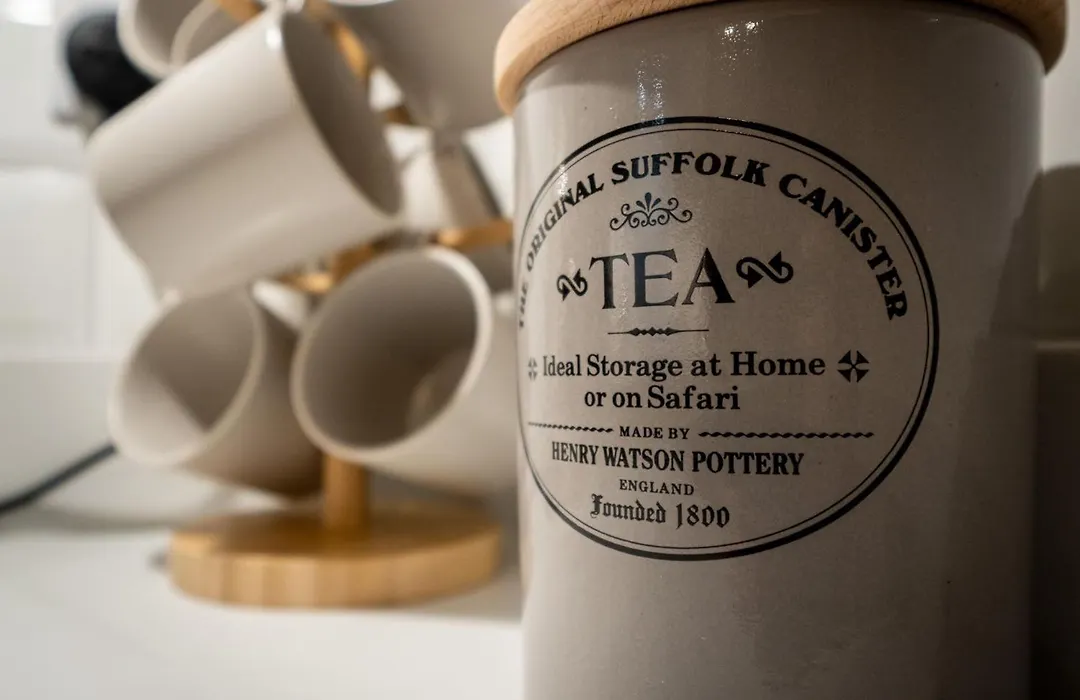 THE ORIGINAL SUFFOLK CANISTER
TEA
Ideal Storage at Home
or on Safari
MADE BY
HENRY WATSON POTTERY
ENGLAND
Founded 1800